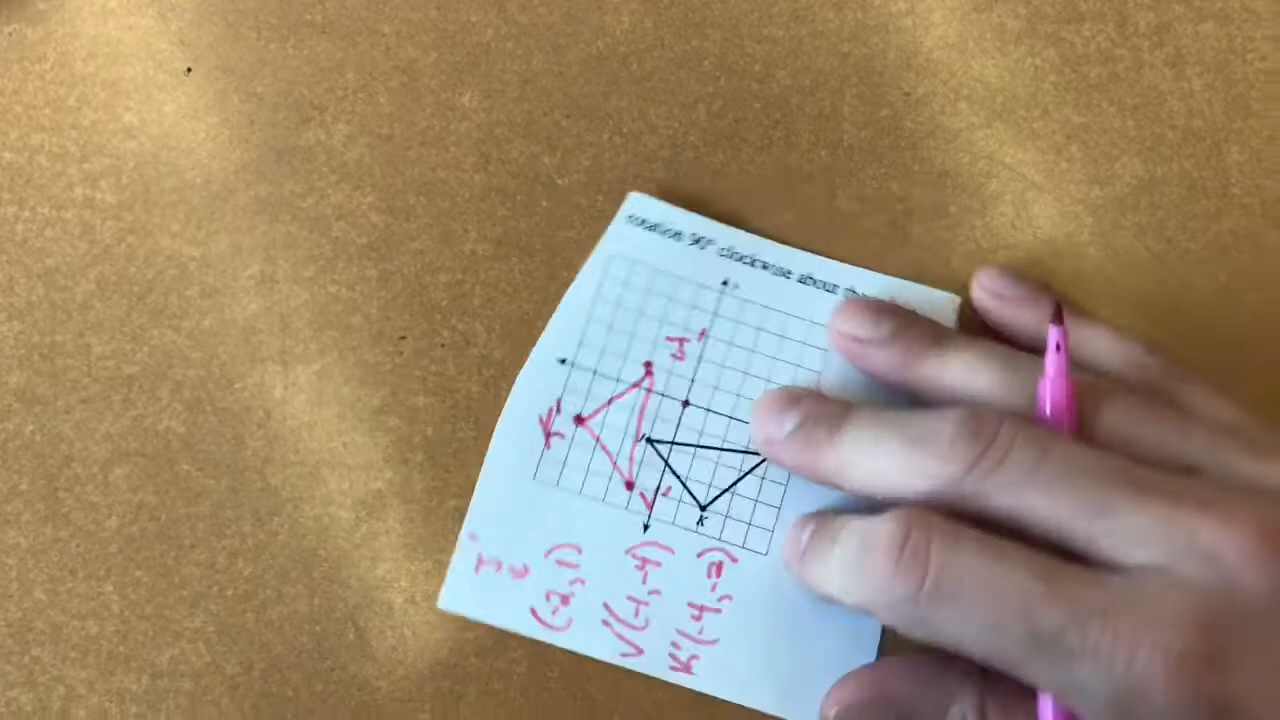 rotation 90° clockwise about the
K
J'
(-2, 1)
V'(-1, -4)
K'(-4, -2)